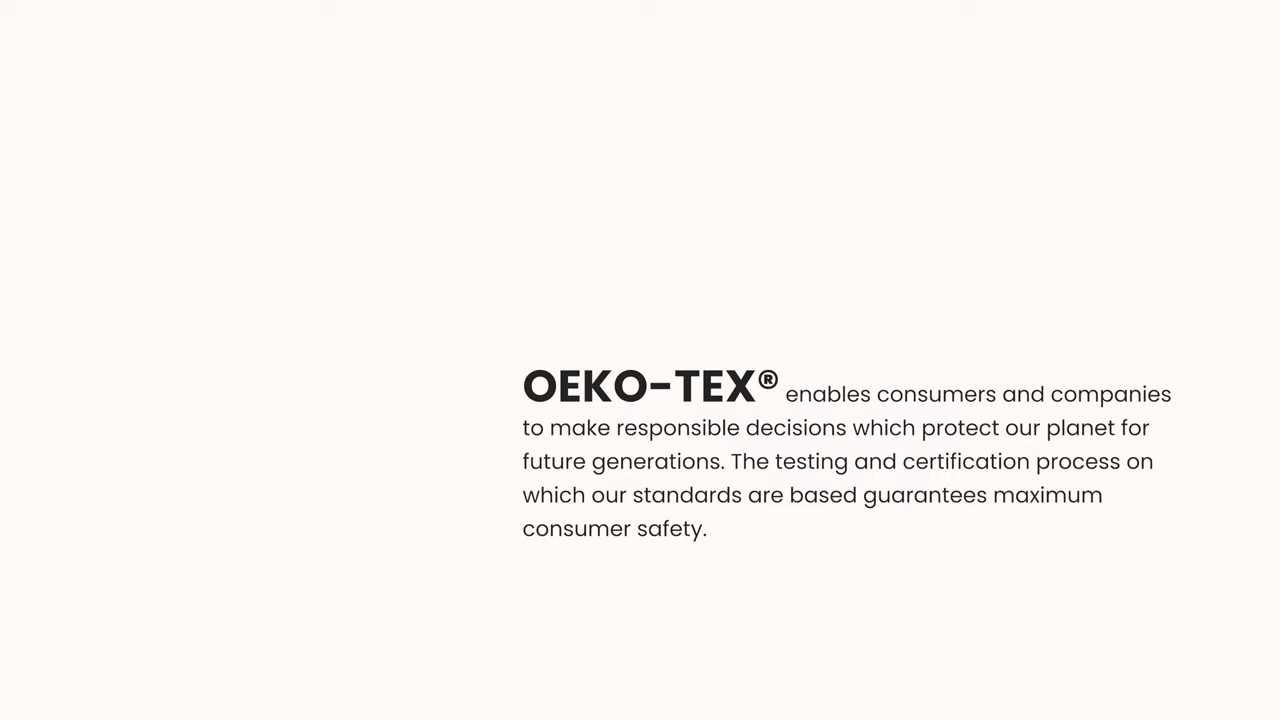 OEKO-TEX® enables consumers and companies
to make responsible decisions which protect our planet for
future generations. The testing and certification process on
which our standards are based guarantees maximum
consumer safety.